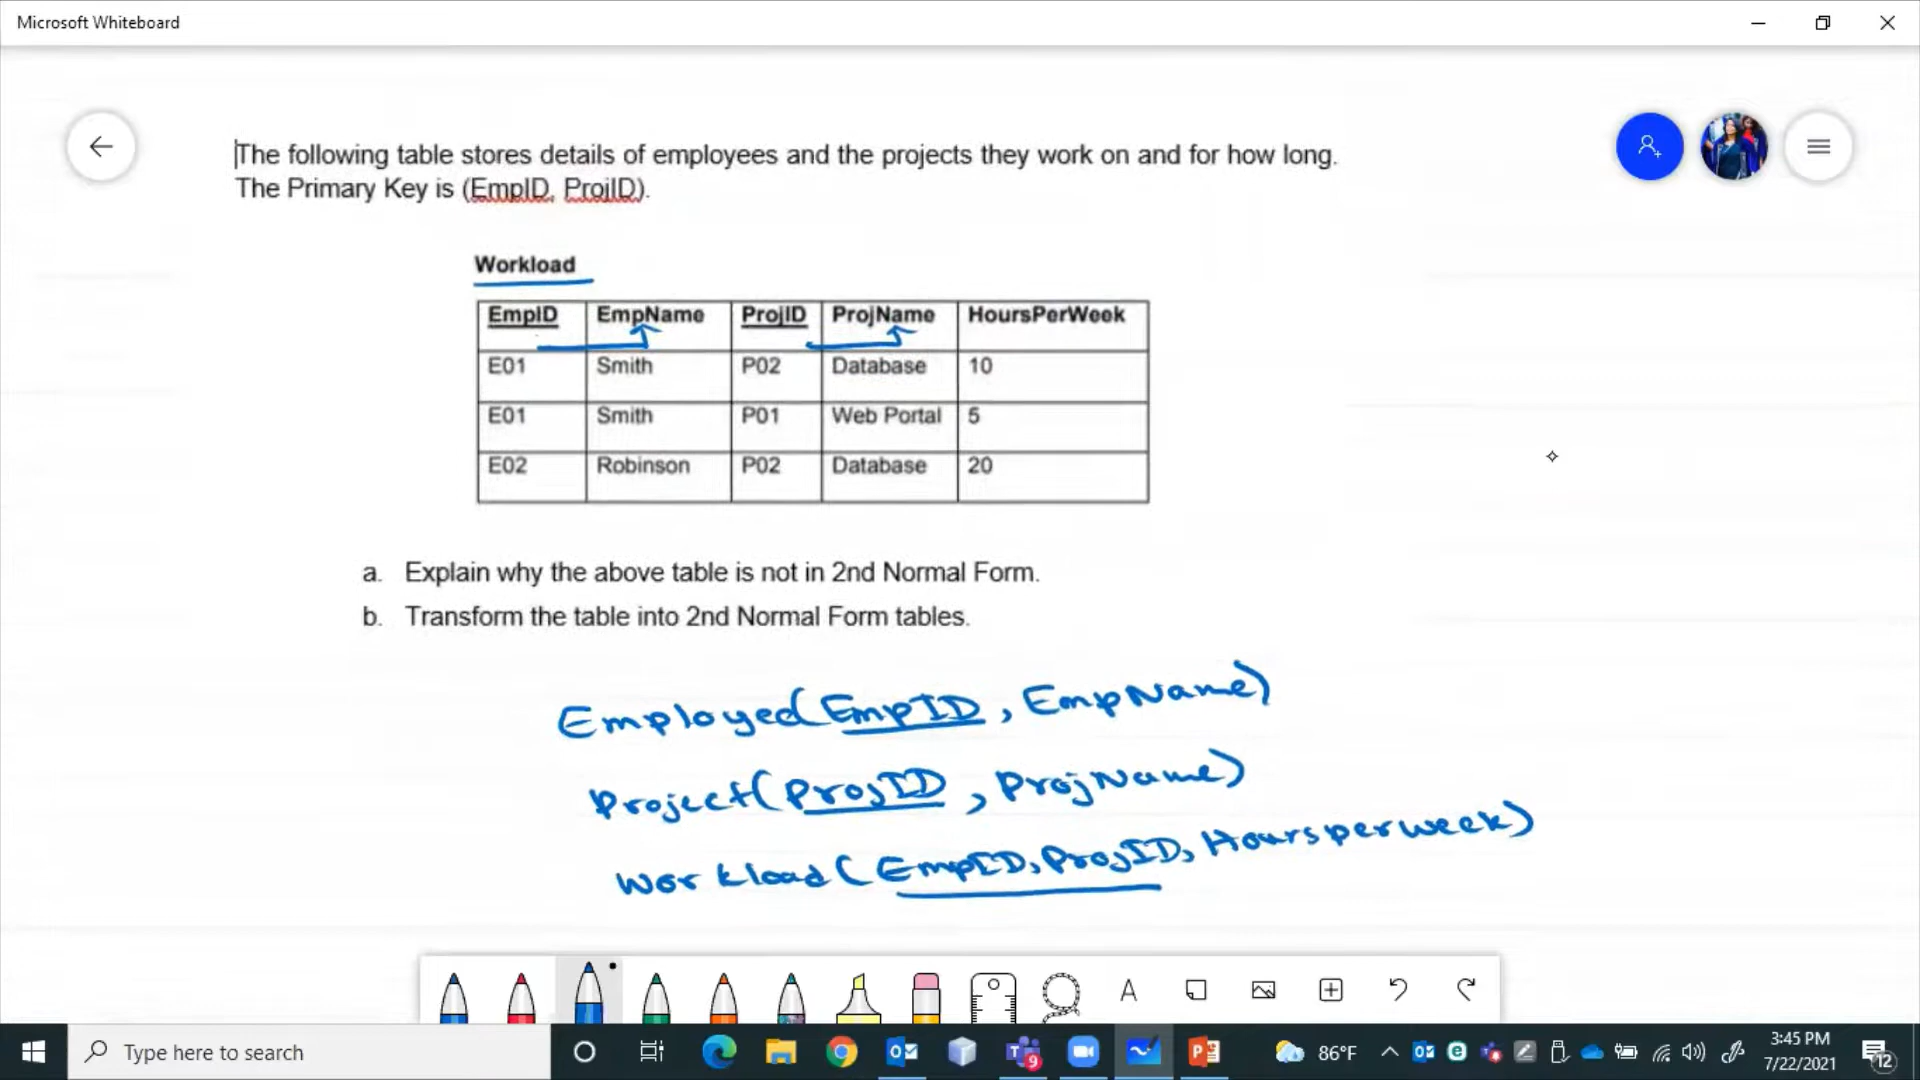 Microsoft Whiteboard
The following table stores details of employees and the projects they work on and for how long.
The Primary Key is (EmpID, ProjID).
Workload
EmpID EmpName ProjID ProjName HoursPerWeek
E01 Smith P02 Database 10
E01 Smith P01 Web Portal 5
E02 Robinson P02 Database 20
a. Explain why the above table is not in 2nd Normal Form.
b. Transform the table into 2nd Normal Form tables.
Employee(EmpID, EmpName)
Project(ProjID, ProjName)
Workload(EmpID, ProjID, Hoursperweek)
Type here to search
86°F
3:45 PM
7/22/2021
9
12